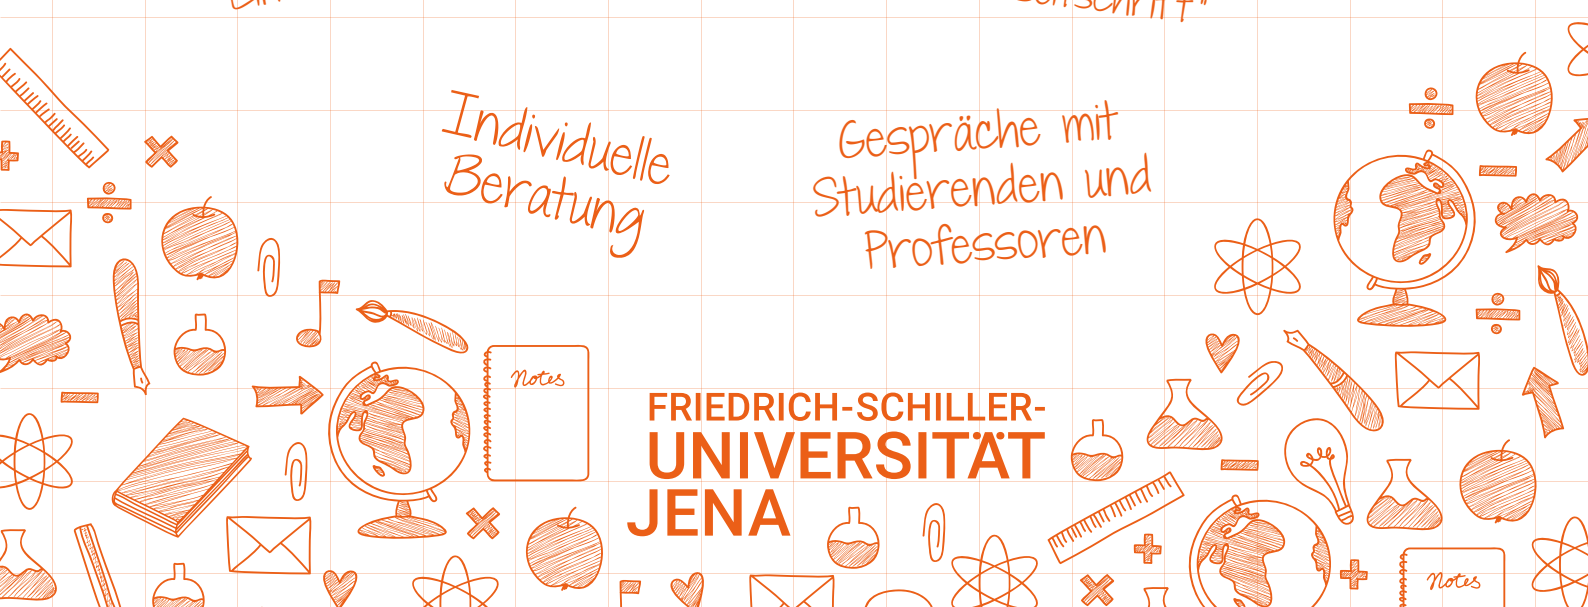 Individuelle
Beratung
Gespräche mit
Studierenden und
Professoren
Notes
FRIEDRICH-SCHILLER-
UNIVERSITÄT
JENA
Notes